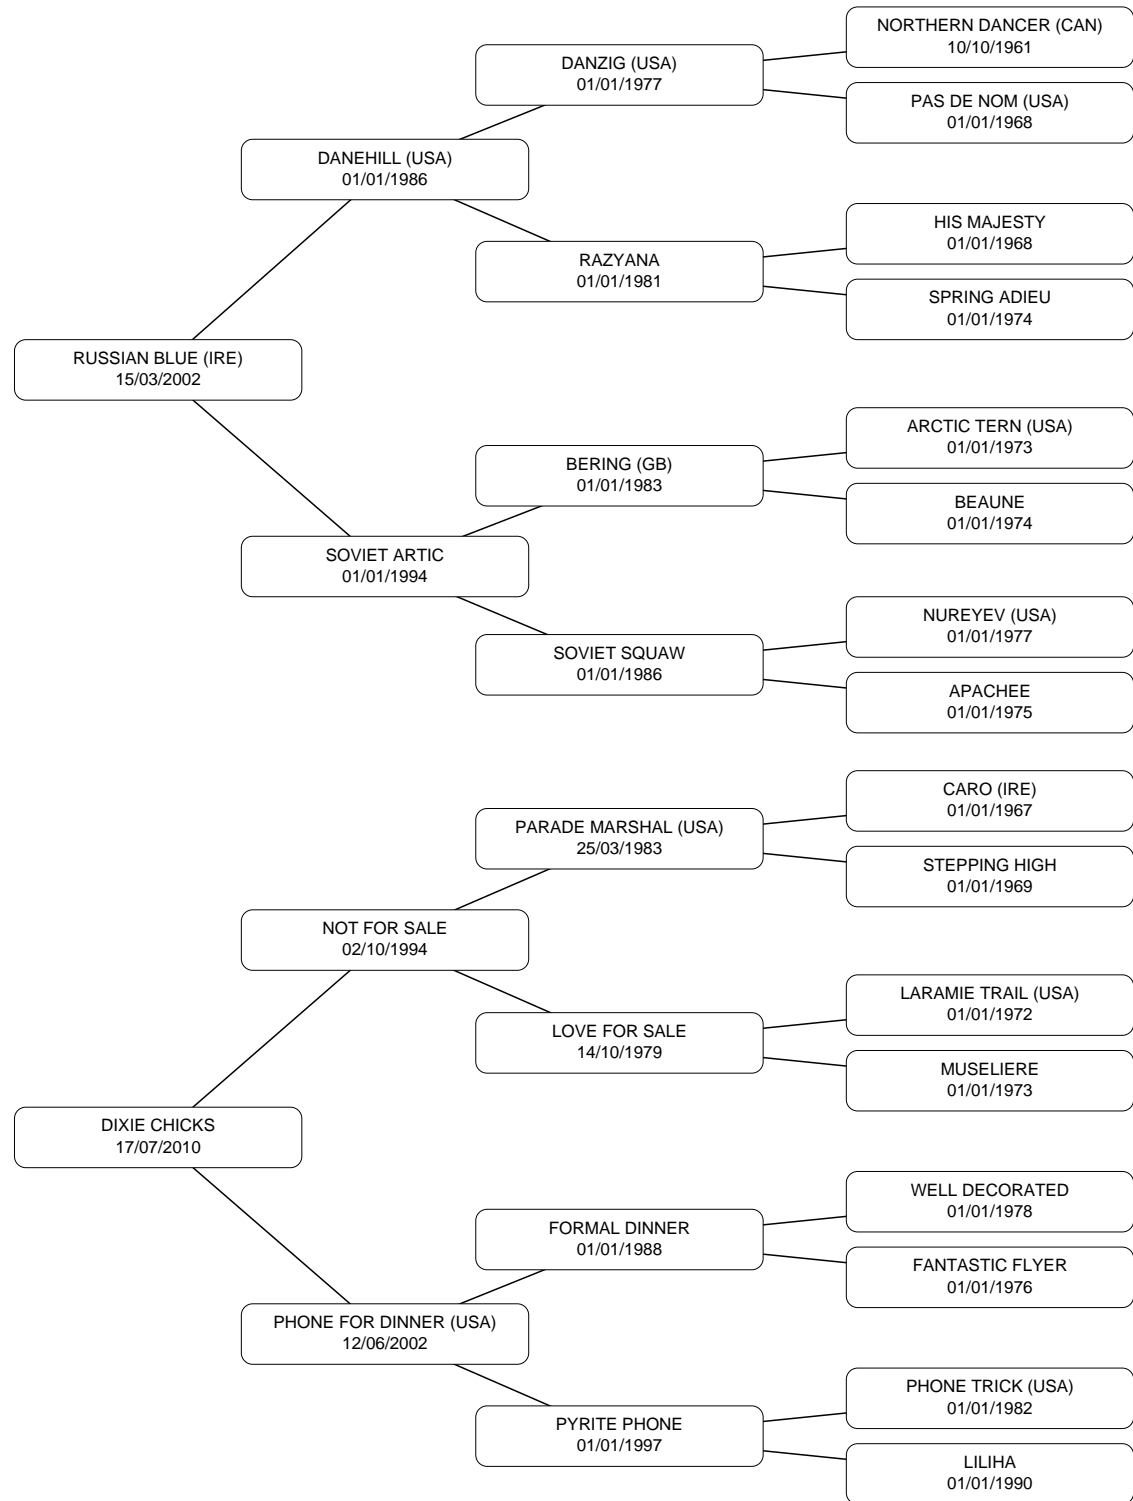 NORTHERN DANCER (CAN)
10/10/1961
DANZIG (USA)
01/01/1977
PAS DE NOM (USA)
01/01/1968
DANEHILL (USA)
01/01/1986
HIS MAJESTY
01/01/1968
RAZYANA
01/01/1981
SPRING ADIEU
01/01/1974
RUSSIAN BLUE (IRE)
15/03/2002
ARCTIC TERN (USA)
01/01/1973
BERING (GB)
01/01/1983
BEAUNE
01/01/1974
SOVIET ARTIC
01/01/1994
NUREYEV (USA)
01/01/1977
SOVIET SQUAW
01/01/1986
APACHEE
01/01/1975
CARO (IRE)
01/01/1967
PARADE MARSHAL (USA)
25/03/1983
STEPPING HIGH
01/01/1969
NOT FOR SALE
02/10/1994
LARAMIE TRAIL (USA)
01/01/1972
LOVE FOR SALE
14/10/1979
MUSELIERE
01/01/1973
DIXIE CHICKS
17/07/2010
WELL DECORATED
01/01/1978
FORMAL DINNER
01/01/1988
FANTASTIC FLYER
01/01/1976
PHONE FOR DINNER (USA)
12/06/2002
PHONE TRICK (USA)
01/01/1982
PYRITE PHONE
01/01/1997
LILIHA
01/01/1990